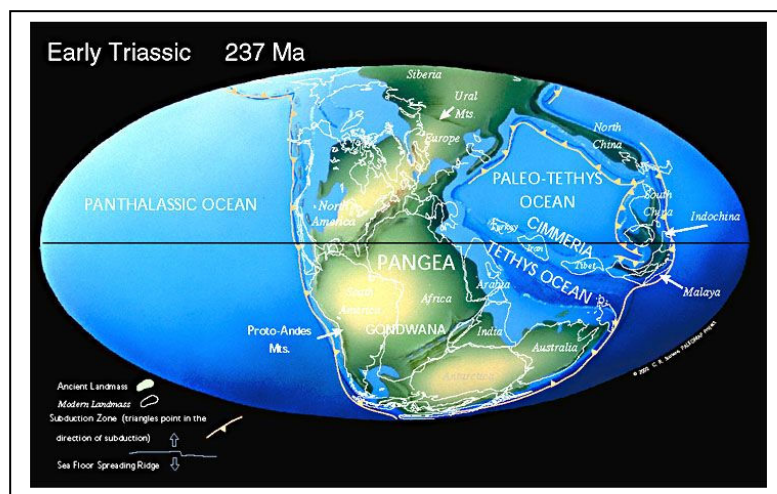 Early Triassic 237 Ma
Siberia
Ural
Mts.
Europe
North
China
PALEO-TETHYS
OCEAN
PANTHALASSIC OCEAN
North
America
South
China
Indochina
CIMMERIA
Turkey
Iran
Tibet
TETHYS OCEAN
PANGEA
Malaya
South
America
Africa
Arabia
GONDWANA
India
Proto-Andes
Mts.
Australia
Antarctica
Ancient Landmass
Modern Landmass
Subduction Zone (triangles point in the
direction of subduction)
Sea Floor Spreading Ridge